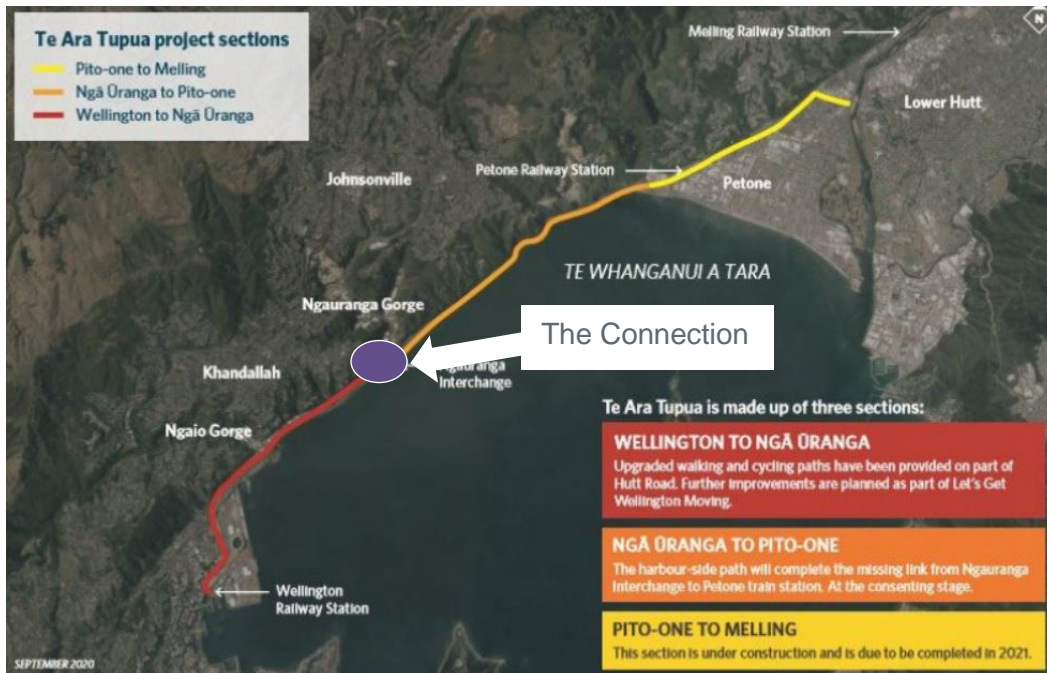 Te Ara Tupua project sections
Pito-one to Melling
Ngā Ūranga to Pito-one
Wellington to Ngā Ūranga
N
Melling Railway Station
Lower Hutt
Johnsonville
Petone Railway Station
Petone
TE WHANGANUI A TARA
Ngauranga Gorge
The Connection
Ngauranga
Interchange
Khandallah
Ngaio Gorge
Te Ara Tupua is made up of three sections:
WELLINGTON TO NGĀ ŪRANGA
Upgraded walking and cycling paths have been provided on part of
Hutt Road. Further improvements are planned as part of Let's Get
Wellington Moving.
NGĀ ŪRANGA TO PITO-ONE
The harbour-side path will complete the missing link from Ngauranga
Interchange to Petone train station. At the consenting stage.
PITO-ONE TO MELLING
This section is under construction and is due to be completed in 2021.
Wellington
Railway Station
SEPTEMBER 2020